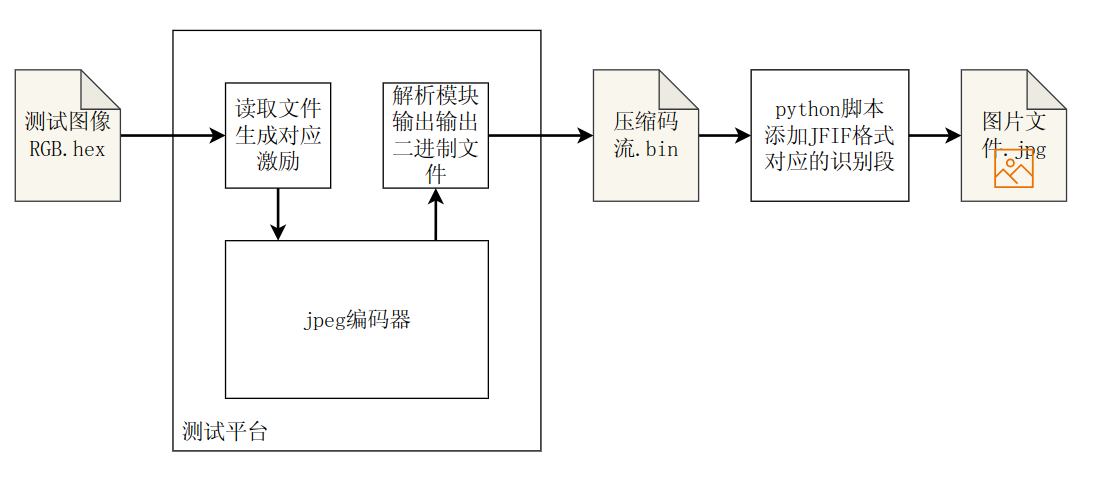 测试图像
RGB.hex
读取文件
生成对应
激励
解析模块
输出输出
二进制文
件
jpeg编码器
测试平台
压缩码
流.bin
python脚本
添加JFIF格式
对应的识别段
图片文
件.jpg